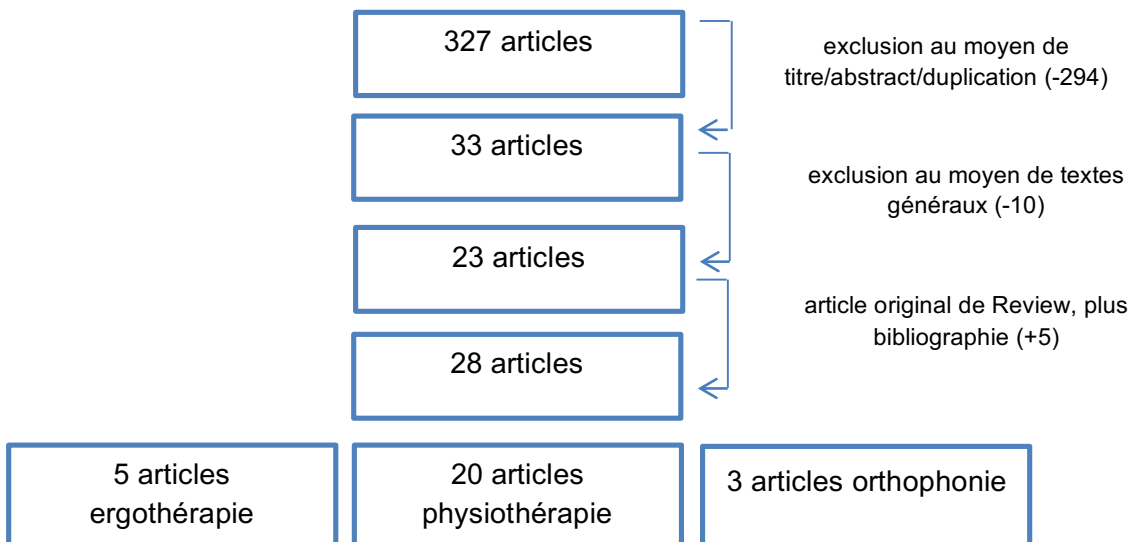 327 articles
exclusion au moyen de
titre/abstract/duplication (-294)
33 articles
exclusion au moyen de textes
généraux (-10)
23 articles
article original de Review, plus
bibliographie (+5)
28 articles
5 articles
ergothérapie
20 articles
physiothérapie
3 articles orthophonie